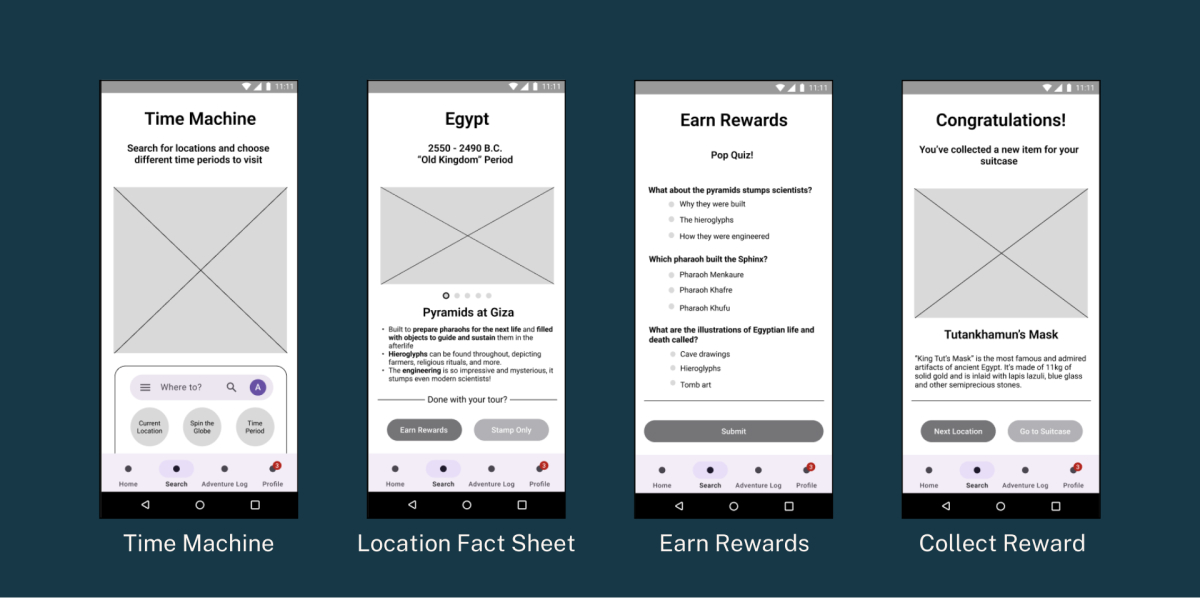 11:11
Time Machine
Search for locations and choose
different time periods to visit
Where to?
A
Current
Location
Spin the
Globe
Time
Period
3
Home
Search
Adventure Log
Profile
Time Machine
11:11
Egypt
2550 - 2490 B.C.
"Old Kingdom" Period
Pyramids at Giza
• Built to prepare pharaohs for the next life and filled
with objects to guide and sustain them in the
afterlife
• Hieroglyphs can be found throughout, depicting
farmers, religious rituals, and more.
• The engineering is so impressive and mysterious, it
stumps even modern scientists!
Done with your tour?
Earn Rewards
Stamp Only
3
Home
Search
Adventure Log
Profile
Location Fact Sheet
11:11
Earn Rewards
Pop Quiz!
What about the pyramids stumps scientists?
Why they were built
The hieroglyphs
How they were engineered
Which pharaoh built the Sphinx?
Pharaoh Menkaure
Pharaoh Khafre
Pharaoh Khufu
What are the illustrations of Egyptian life and
death called?
Cave drawings
Hieroglyphs
Tomb art
Submit
3
Home
Search
Adventure Log
Profile
Earn Rewards
11:11
Congratulations!
You've collected a new item for your
suitcase
Tutankhamun's Mask
"King Tut's Mask" is the most famous and admired
artifacts of ancient Egypt. It's made of 11kg of
solid gold and is inlaid with lapis lazuli, blue glass
and other semiprecious stones.
Next Location
Go to Suitcase
3
Home
Search
Adventure Log
Profile
Collect Reward